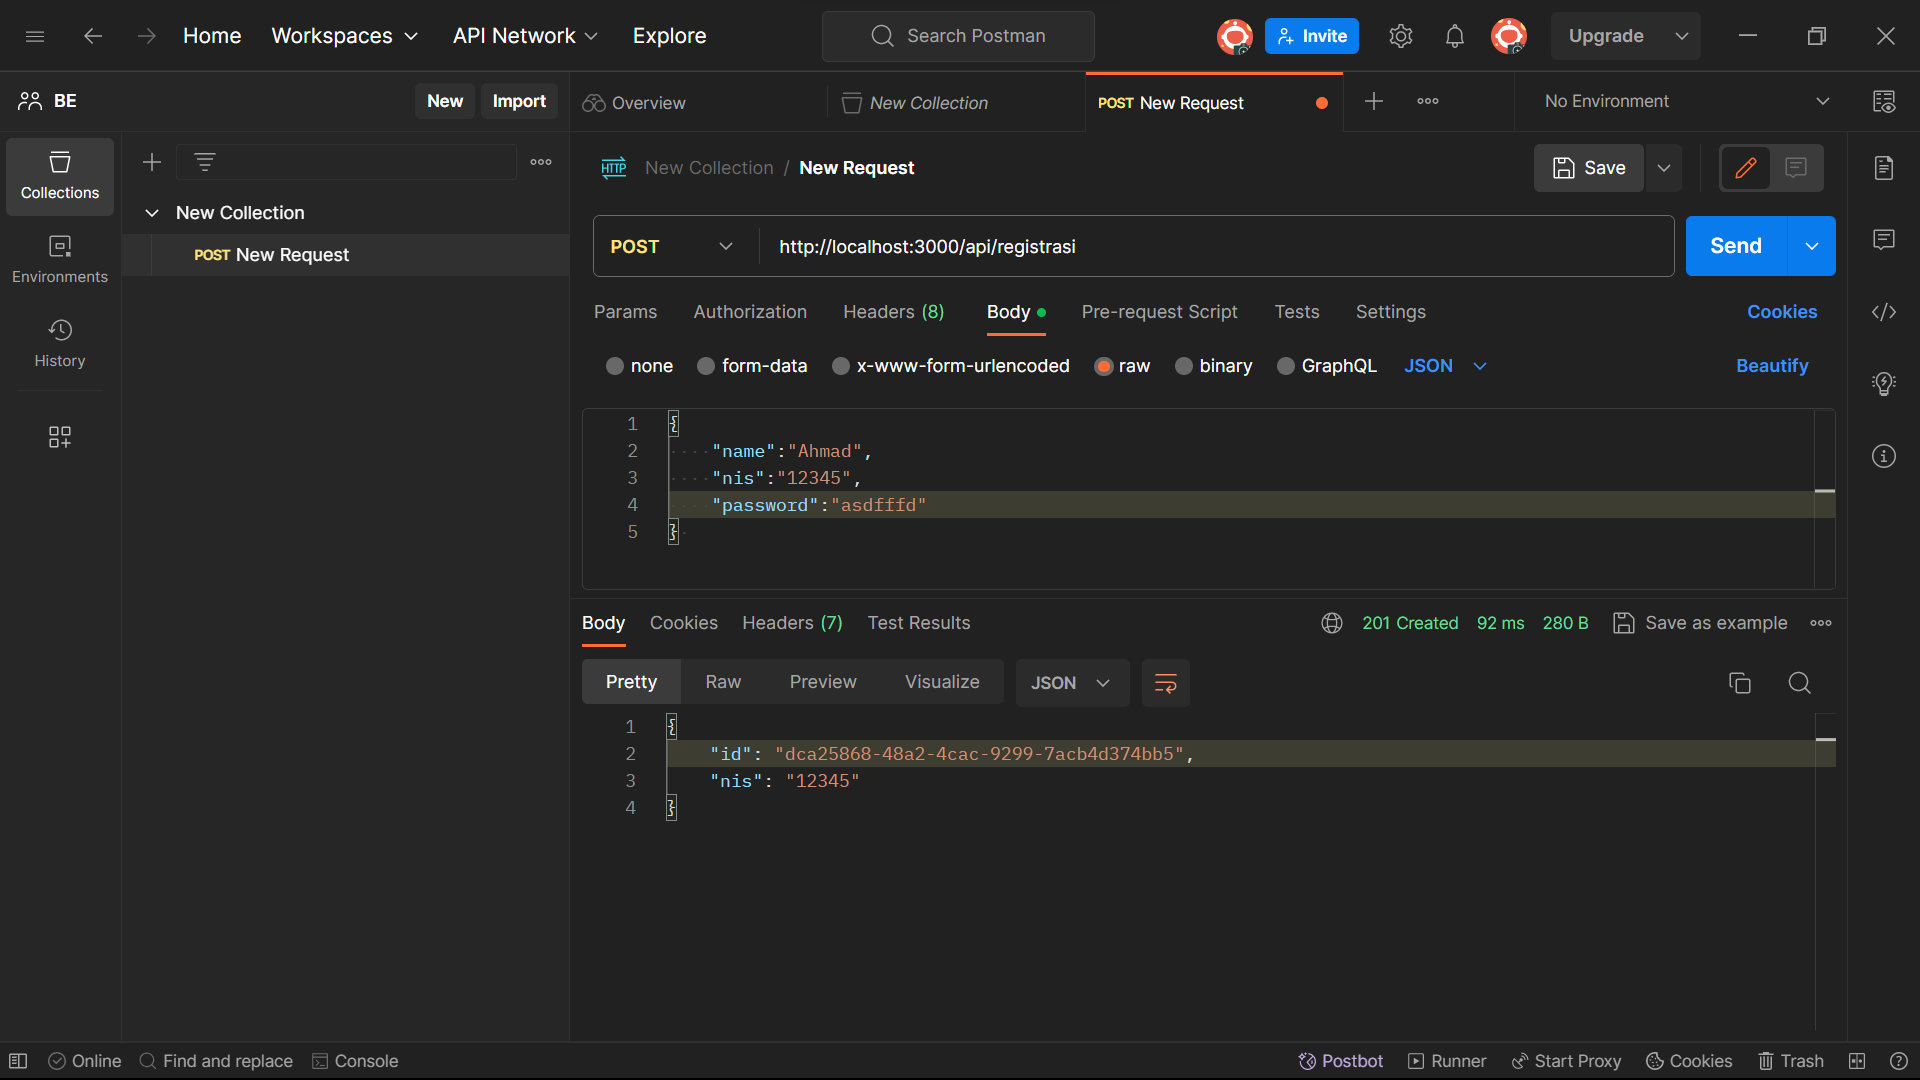 Home Workspaces API Network Explore Search Postman Invite Upgrade
BE New Import Overview New Collection POST New Request No Environment
Collections
New Collection
POST New Request
Environments
History
HTTP New Collection / New Request Save
POST http://localhost:3000/api/registrasi Send
Params Authorization Headers (8) Body Pre-request Script Tests Settings Cookies
none form-data x-www-form-urlencoded raw binary GraphQL JSON Beautify
1 {
2 "name":"Ahmad",
3 "nis":"12345",
4 "password":"asdfffd"
5 }
Body Cookies Headers (7) Test Results 201 Created 92 ms 280 B Save as example
Pretty Raw Preview Visualize JSON
1 {
2 "id": "dca25868-48a2-4cac-9299-7acb4d374bb5",
3 "nis": "12345"
4 }
Online Find and replace Console Postbot Runner Start Proxy Cookies Trash